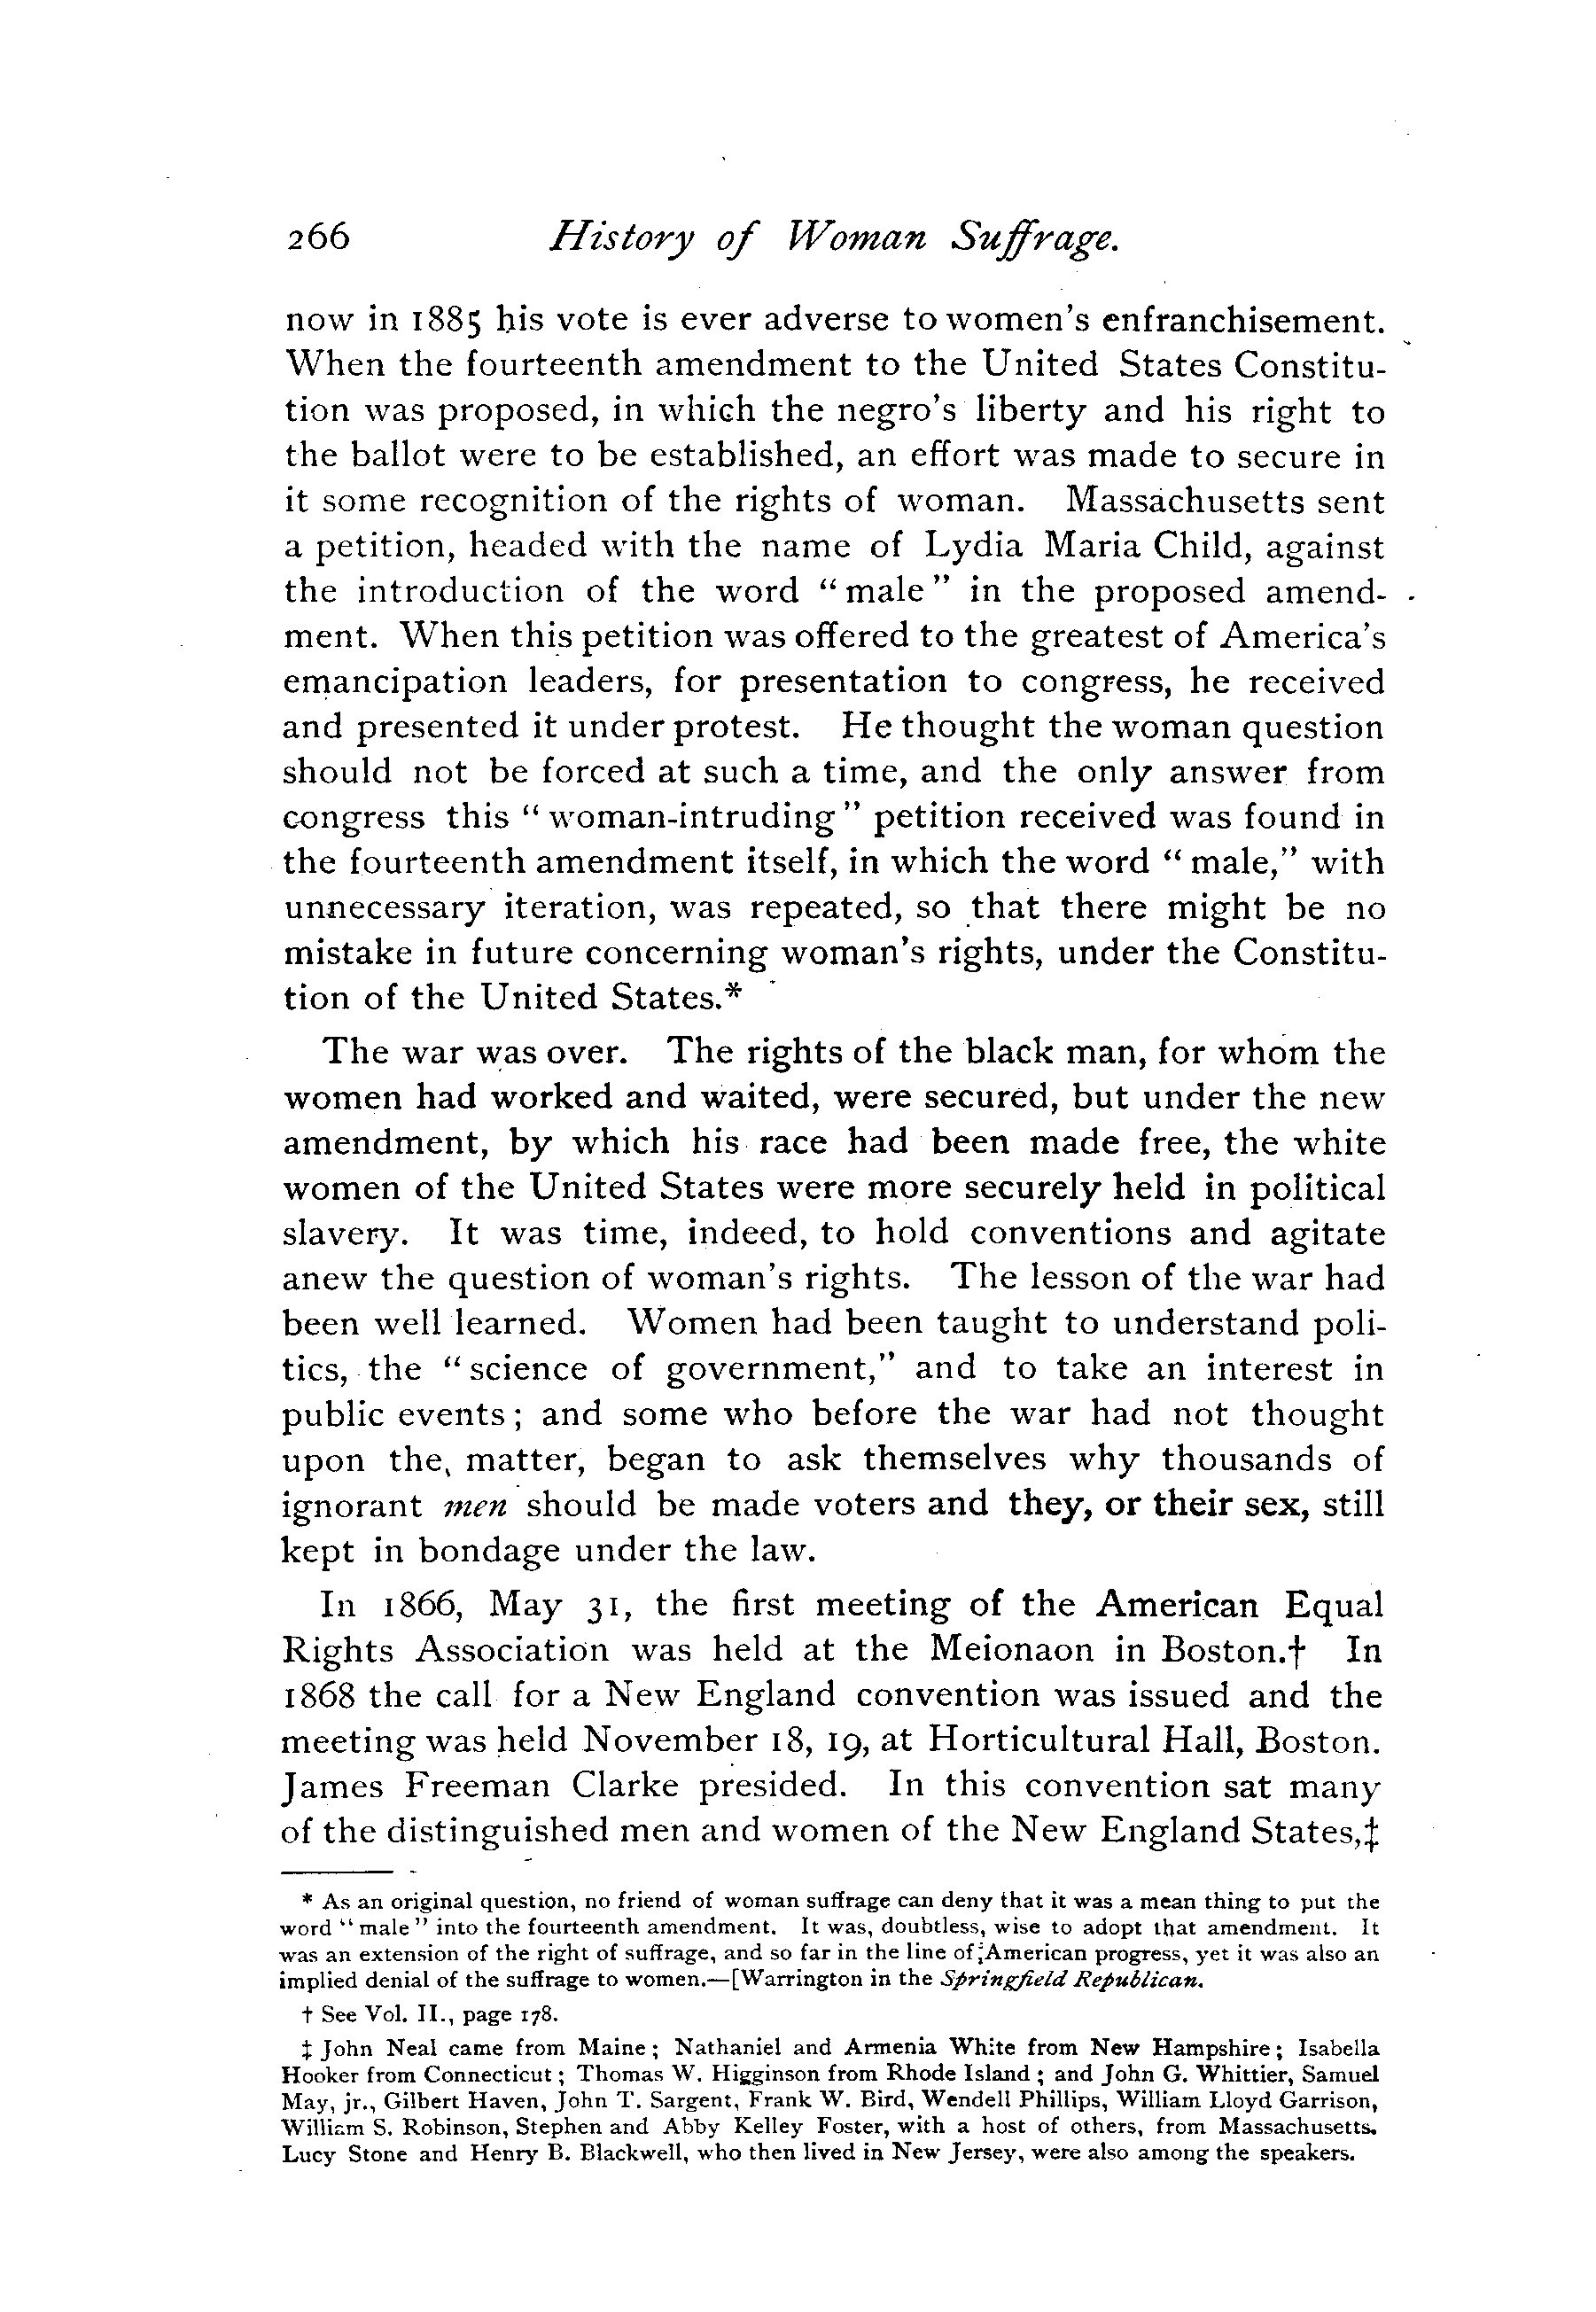 266 History of Woman Suffrage.
now in 1885 his vote is ever adverse to women's enfranchisement.
When the fourteenth amendment to the United States Constitu-
tion was proposed, in which the negro's liberty and his right to
the ballot were to be established, an effort was made to secure in
it some recognition of the rights of woman. Massachusetts sent
a petition, headed with the name of Lydia Maria Child, against
the introduction of the word "male" in the proposed amend-
ment. When this petition was offered to the greatest of America's
emancipation leaders, for presentation to congress, he received
and presented it under protest. He thought the woman question
should not be forced at such a time, and the only answer from
congress this "woman-intruding" petition received was found in
the fourteenth amendment itself, in which the word "male," with
unnecessary iteration, was repeated, so that there might be no
mistake in future concerning woman's rights, under the Constitu-
tion of the United States.*
The war was over. The rights of the black man, for whom the
women had worked and waited, were secured, but under the new
amendment, by which his race had been made free, the white
women of the United States were more securely held in political
slavery. It was time, indeed, to hold conventions and agitate
anew the question of woman's rights. The lesson of the war had
been well learned. Women had been taught to understand poli-
tics, the "science of government," and to take an interest in
public events; and some who before the war had not thought
upon the matter, began to ask themselves why thousands of
ignorant men should be made voters and they, or their sex, still
kept in bondage under the law.
In 1866, May 31, the first meeting of the American Equal
Rights Association was held at the Meionaon in Boston.† In
1868 the call for a New England convention was issued and the
meeting was held November 18, 19, at Horticultural Hall, Boston.
James Freeman Clarke presided. In this convention sat many
of the distinguished men and women of the New England States,‡
* As an original question, no friend of woman suffrage can deny that it was a mean thing to put the
word "male" into the fourteenth amendment. It was, doubtless, wise to adopt that amendment. It
was an extension of the right of suffrage, and so far in the line of American progress, yet it was also an
implied denial of the suffrage to women.—[Warrington in the Springfield Republican.
† See Vol. II., page 178.
‡ John Neal came from Maine; Nathaniel and Armenia White from New Hampshire; Isabella
Hooker from Connecticut; Thomas W. Higginson from Rhode Island; and John G. Whittier, Samuel
May, jr., Gilbert Haven, John T. Sargent, Frank W. Bird, Wendell Phillips, William Lloyd Garrison,
William S. Robinson, Stephen and Abby Kelley Foster, with a host of others, from Massachusetts.
Lucy Stone and Henry B. Blackwell, who then lived in New Jersey, were also among the speakers.